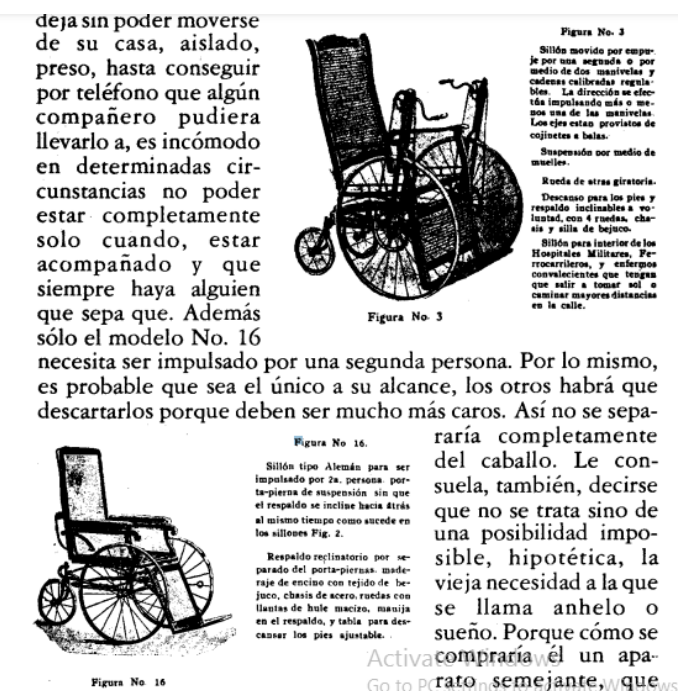 deja sin poder moverse
de su casa, aislado,
preso, hasta conseguir
por teléfono que algún
compañero pudiera
llevarlo a, es incómodo
en determinadas cir-
cunstancias no poder
estar completamente
solo cuando, estar
acompañado y que
siempre haya alguien
que sepa que. Además
sólo el modelo No. 16
Figura No. 3
Sillón movido por empu-
je por una segunda o por
medio de dos manivelas y
cadenas calibradas regula-
bles. La dirección se efec-
túa impulsando más o me-
nos una de las manivelas.
Los ejes estan provistos de
cojinetes a balas.
Suspensión por medio de
muelles.
Rueda de atras giratoria.
Descanso para los pies y
respaldo inclinables a vo-
luntad, con 4 ruedas, cha-
sis y silla de bejuco.
Sillón para interior de los
Hospitales Militares, Fe-
rrocarrileros, y enfermos
convalecientes que tengan
que salir a tomar sol o
caminar mayores distancias
en la calle.
Figura No. 3
necesita ser impulsado por una segunda persona. Por lo mismo,
es probable que sea el único a su alcance, los otros habrá que
descartarlos porque deben ser mucho más caros. Así no se sepa-
Figura No 16.
Sillón tipo Alemán para ser
impulsado por 2a. persona. por-
ta-pierna de suspensión sin que
el respaldo se incline hacia atrás
al mismo tiempo como sucede en
los sillones Fig. 2.
Respaldo reclinatorio por se-
parado del porta-piernas. made-
raje de encino con tejido de be-
juco, chasis de acero, ruedas con
llantas de hule macizo, manija
en el respaldo, y tabla para des-
cansar los pies ajustable.
Figura No. 16
raría completamente
del caballo. Le con-
suela, también, decirse
que no se trata sino de
una posibilidad impo-
sible, hipotética, la
vieja necesidad a la que
se llama anhelo o
sueño. Porque cómo se
compraría él un apa-
rato semejante, que
Activate Windows
Go to PC settings to activate Windows